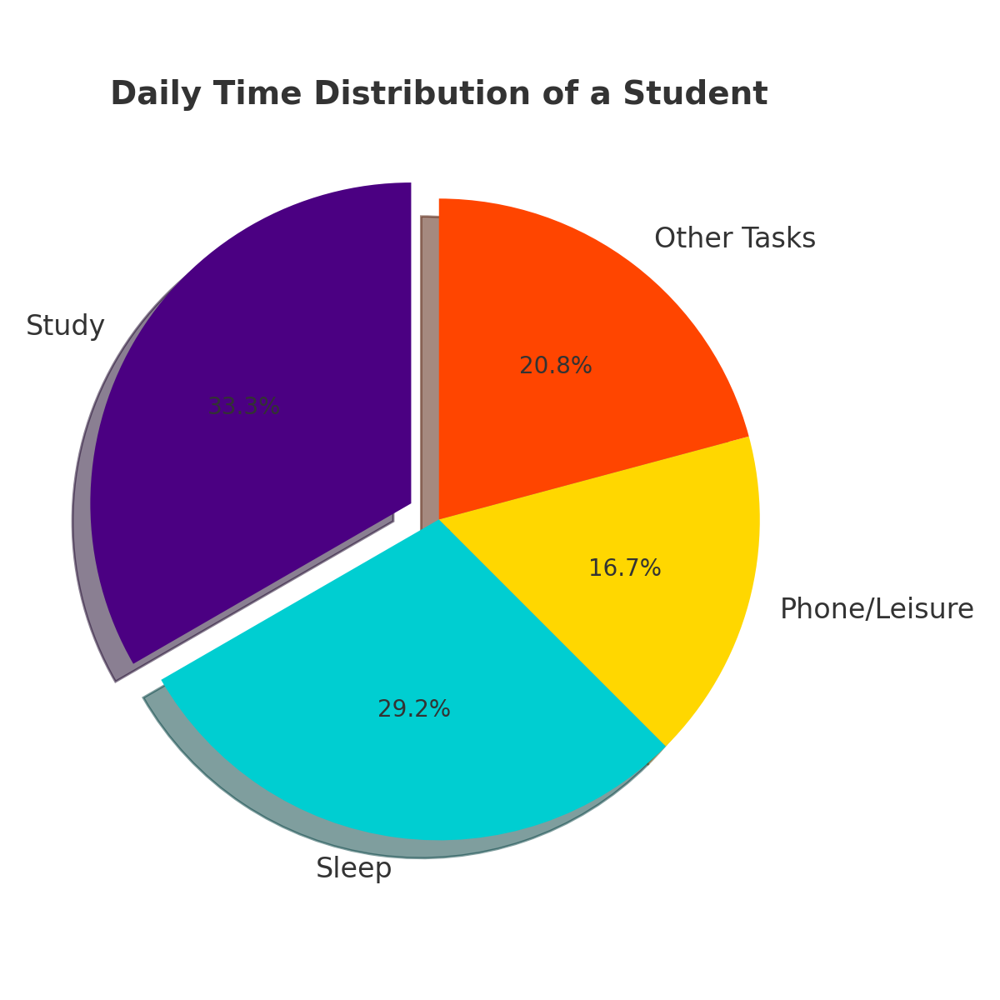 Daily Time Distribution of a Student
Other Tasks
Study
20.8%
33.3%
16.7%
Phone/Leisure
29.2%
Sleep